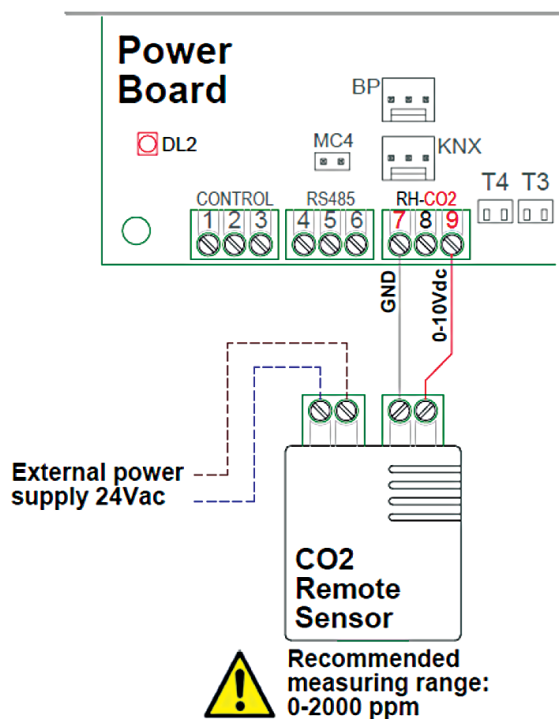 Power
Board
BP
DL2
MC4
KNX
T4 T3
CONTROL RS485 RH-CO2
1 2 3 4 5 6 7 8 9
GND
0-10Vdc
External power
supply 24Vac
CO2
Remote
Sensor
Recommended
measuring range:
0-2000 ppm